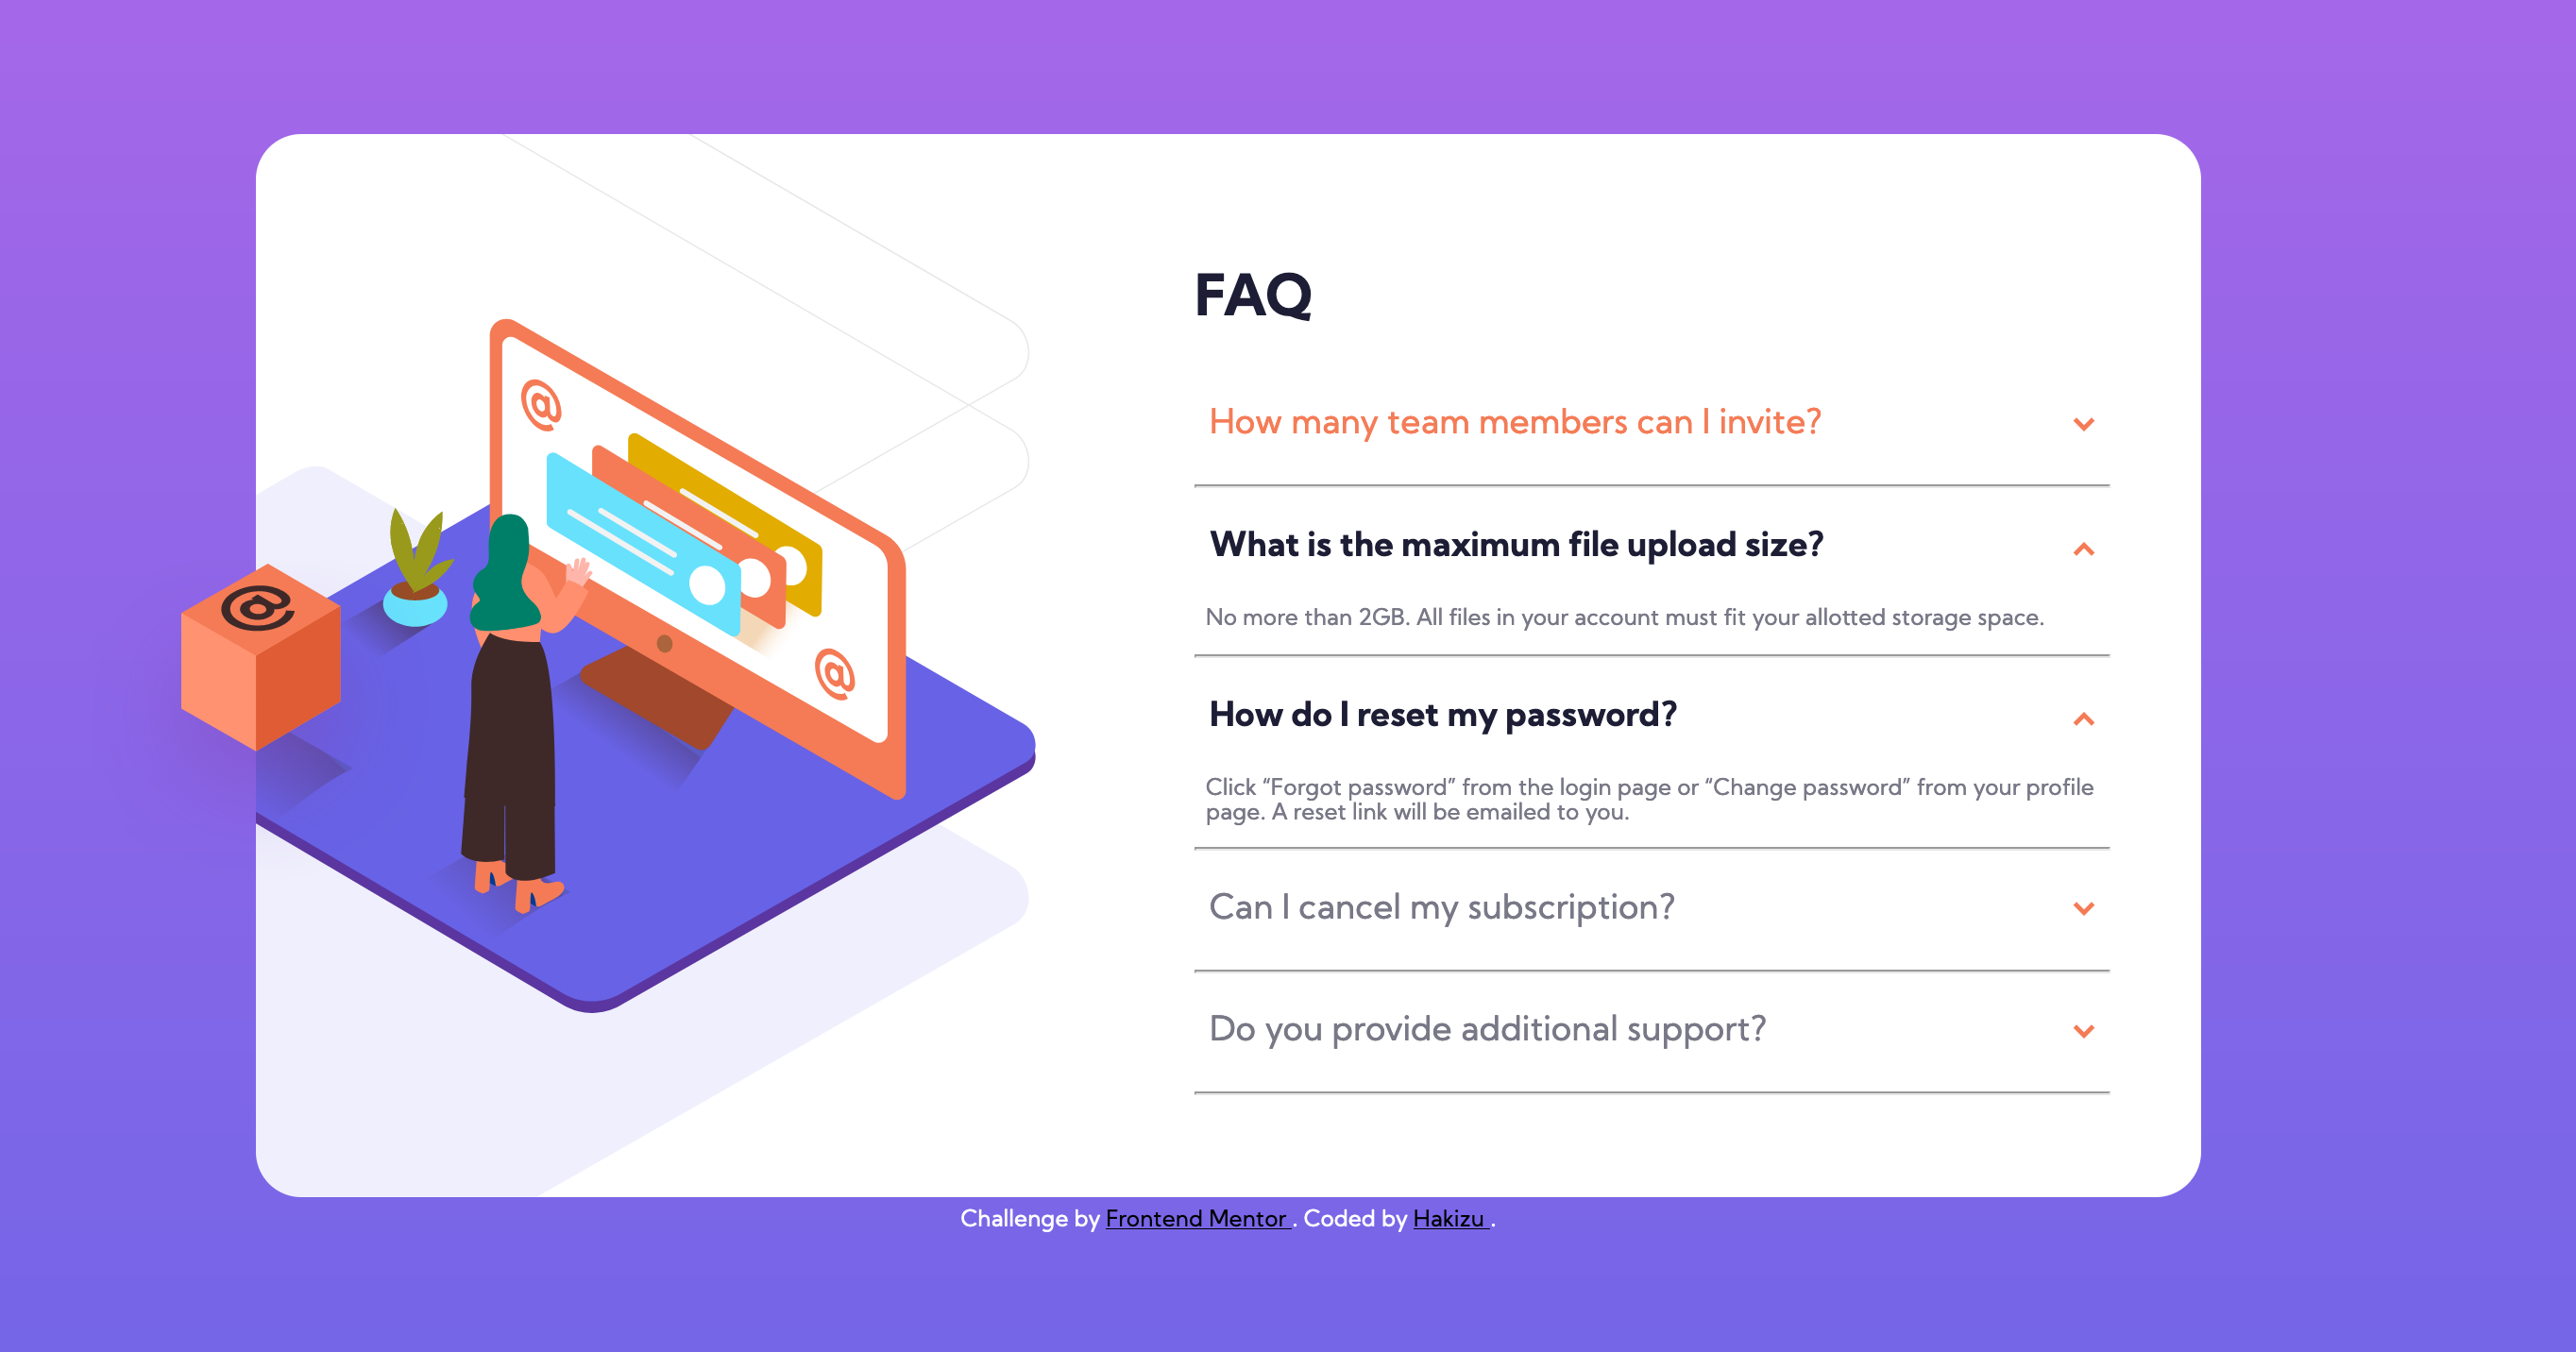 FAQ
How many team members can I invite?
What is the maximum file upload size?
No more than 2GB. All files in your account must fit your allotted storage space.
How do I reset my password?
Click “Forgot password” from the login page or “Change password” from your profile
page. A reset link will be emailed to you.
Can I cancel my subscription?
Do you provide additional support?
Challenge by Frontend Mentor . Coded by Hakizu .
@
@
@